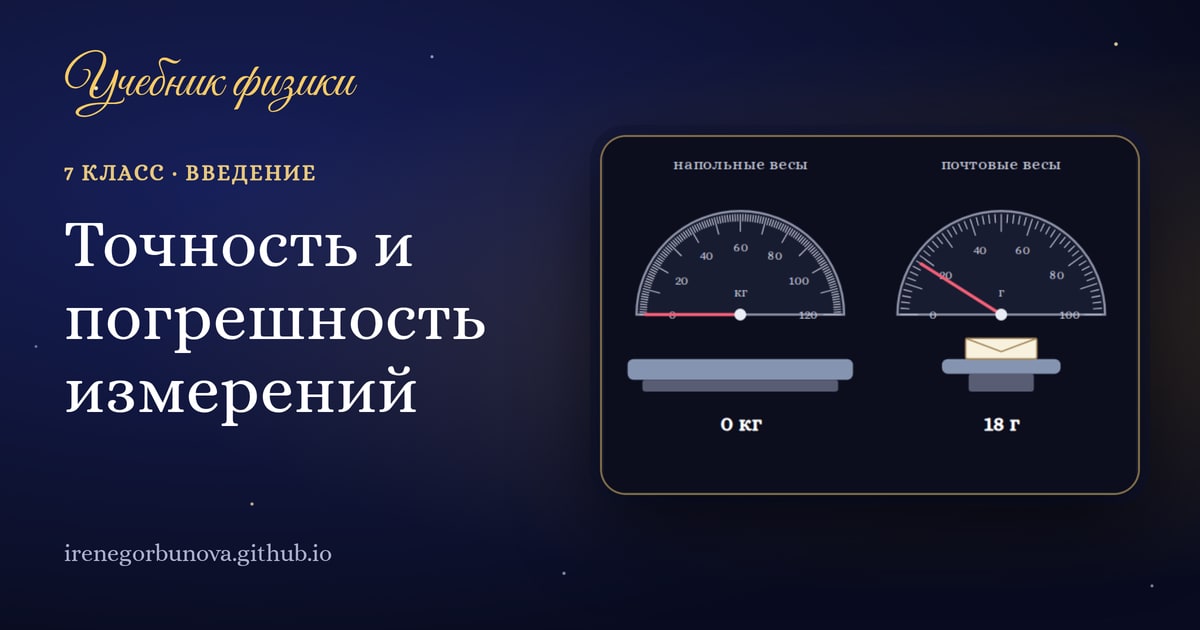 Учебник физики
7 КЛАСС · ВВЕДЕНИЕ
Точность и
погрешность
измерений
irenegorbunova.github.io
напольные весы
0
20
40
60
80
100
120
кг
0 кг
почтовые весы
0
20
40
60
80
100
г
18 г